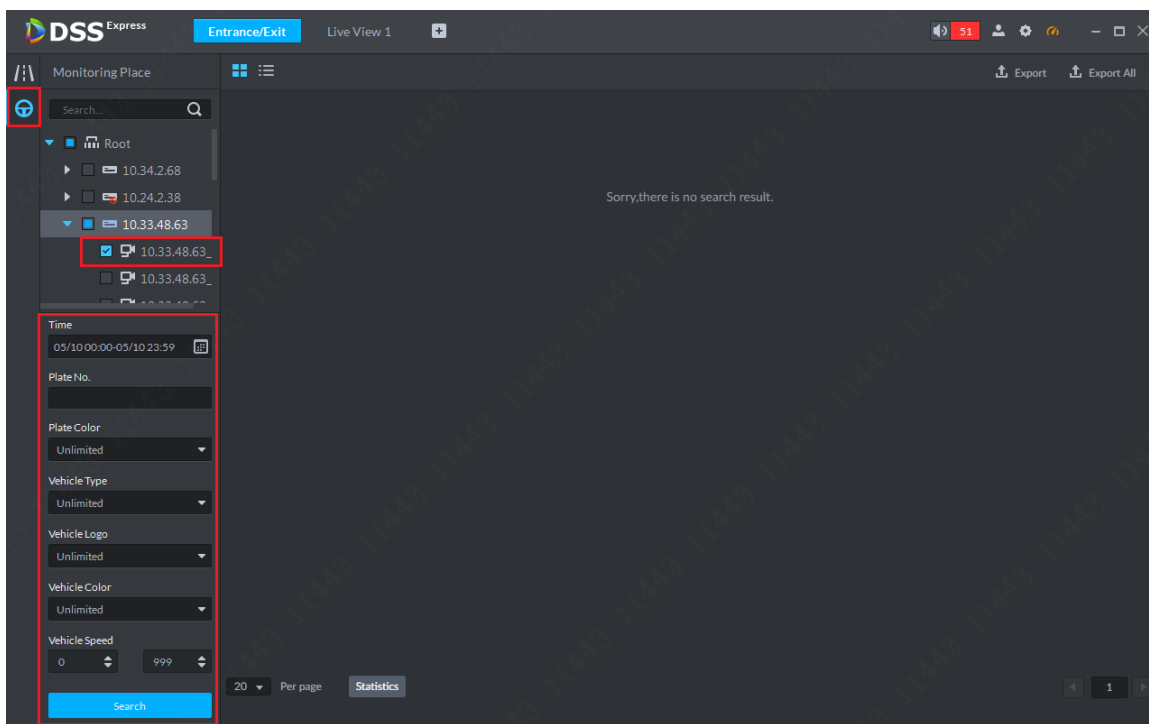 DSS Express
Entrance/Exit
Live View 1
51
Monitoring Place
Export
Export All
Search...
Root
10.34.2.68
10.24.2.38
Sorry,there is no search result.
10.33.48.63
10.33.48.63_
10.33.48.63_
Time
05/10 00:00-05/10 23:59
Plate No.
Plate Color
Unlimited
Vehicle Type
Unlimited
Vehicle Logo
Unlimited
Vehicle Color
Unlimited
Vehicle Speed
0
999
Search
20
Per page
Statistics
1
11443 11443 11443